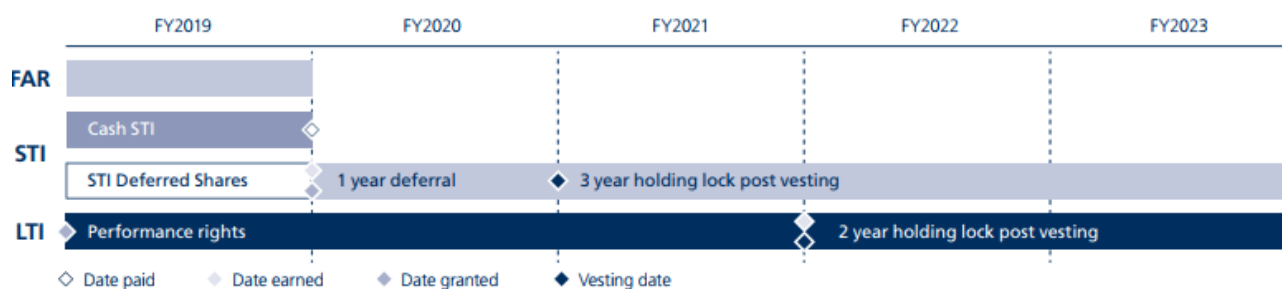 FY2019 FY2020 FY2021 FY2022 FY2023
FAR
Cash STI
STI
STI Deferred Shares 1 year deferral 3 year holding lock post vesting
LTI Performance rights 2 year holding lock post vesting
Date paid Date earned Date granted Vesting date